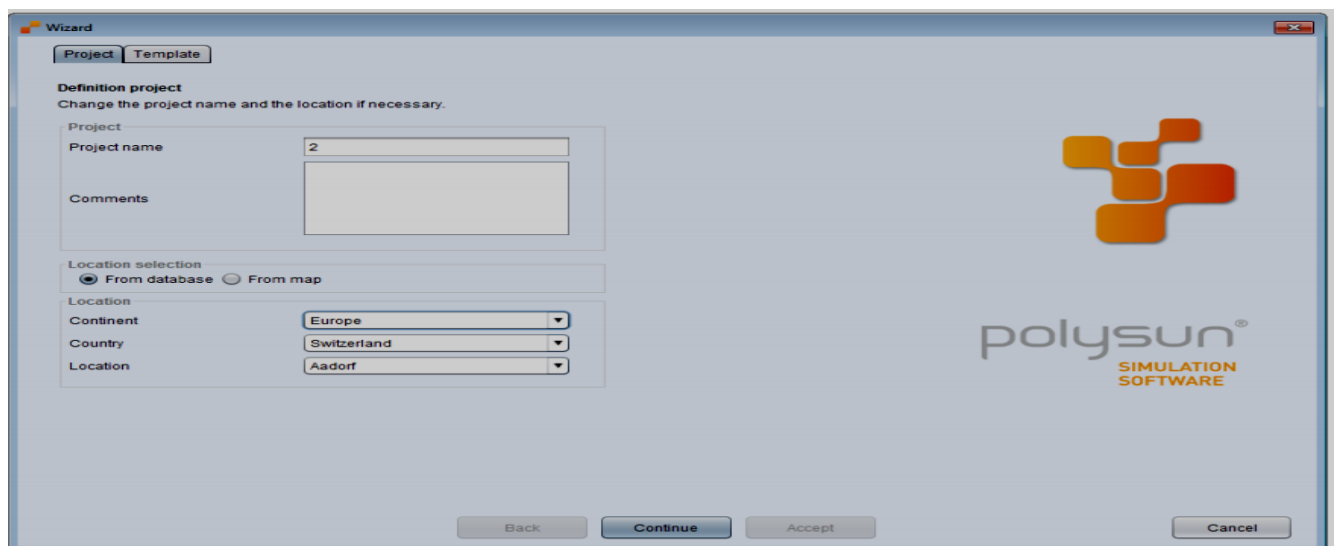 Wizard
Project Template
Definition project
Change the project name and the location if necessary.
Project
Project name 2
Comments
Location selection
From database From map
Location
Continent Europe
Country Switzerland
Location Aadorf
polysun®
SIMULATION
SOFTWARE
Back Continue Accept Cancel